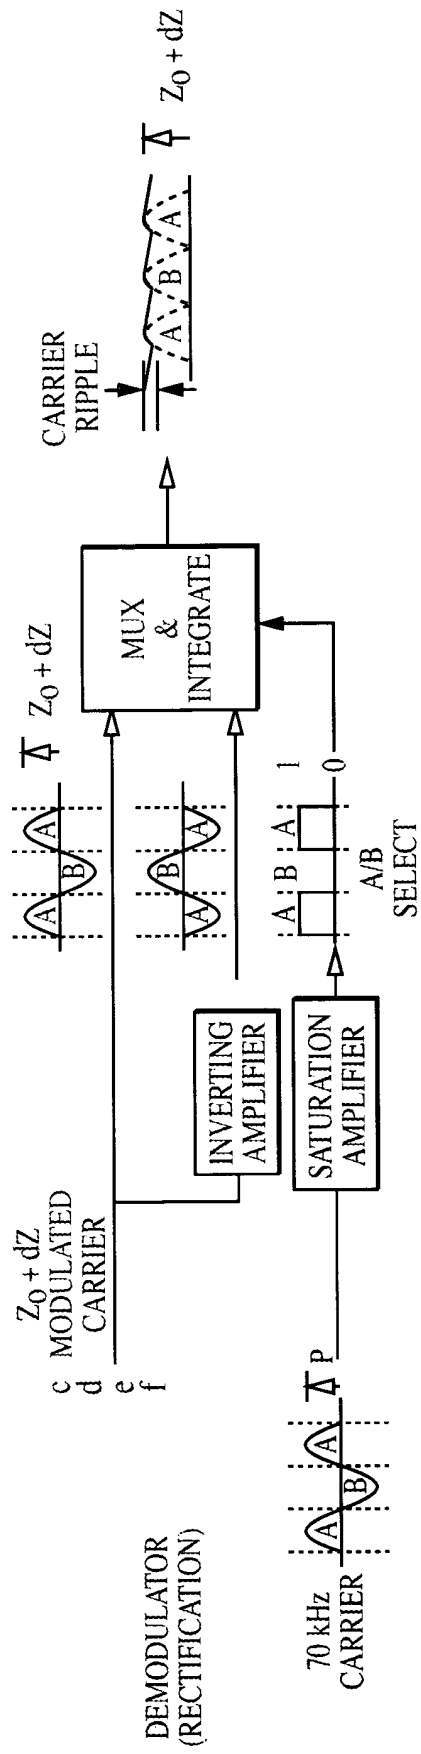 DEMODULATOR
(RECTIFICATION)
Z0 + dZ
MODULATED
CARRIER
c
d
e
f
70 kHz
CARRIER
A
B
A
P
INVERTING
AMPLIFIER
SATURATION
AMPLIFIER
A
B
A
Z0 + dZ
A
B
A
A B A
1
0
A/B
SELECT
MUX
&
INTEGRATE
CARRIER
RIPPLE
A B A
Z0 + dZ